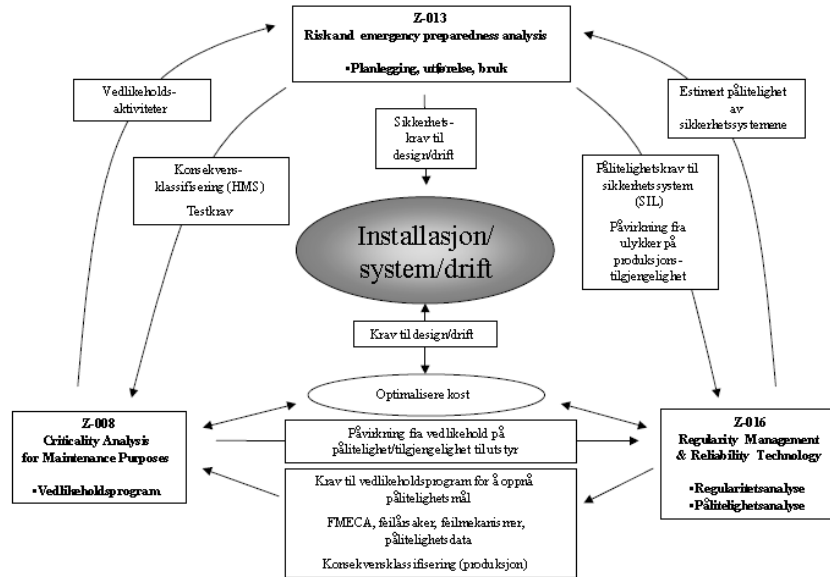 Z-013
Risk and emergency preparedness analysis
•Planlegging, utførelse, bruk
Vedlikeholds-
aktiviteter
Estimert pålitelighet
av
sikkerhetssystemene
Sikkerhets-
krav til
design/drift
Konsekvens-
klassifisering (HMS)
Testkrav
Pålitelighetskrav til
sikkerhetssystem
(SIL)
Påvirkning fra
ulykker på
produksjons-
tilgjengelighet
Installasjon/
system/drift
Krav til design/drift
Optimalisere kost
Z-008
Criticality Analysis
for Maintenance Purposes
•Vedlikeholdsprogram
Påvirkning fra vedlikehold på
pålitelighet/tilgjengelighet til utstyr
Z-016
Regularity Management
& Reliability Technology
•Regularitetsanalyse
•Pålitelighetsanalyse
Krav til vedlikeholdsprogram for å oppnå
pålitelighetsmål
FMECA, feilårsaker, feilmekanismer,
pålitelighetsdata
Konsekvensklassifisering (produksjon)